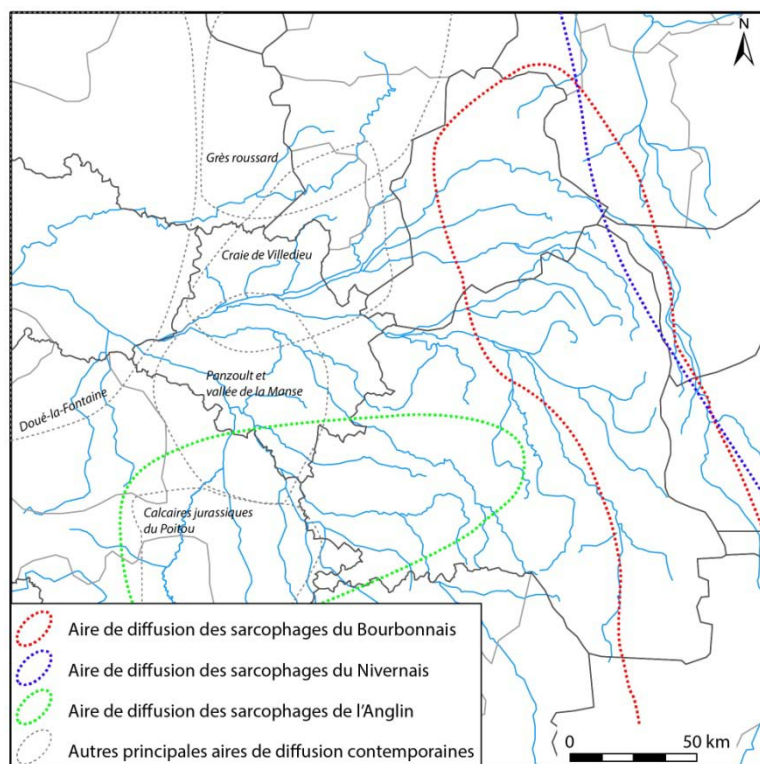 N
Grès roussard
Craie de Villedieu
Panzoult et
vallée de la Manse
Doué-la-Fontaine
Calcaires jurassiques
du Poitou
Aire de diffusion des sarcophages du Bourbonnais
Aire de diffusion des sarcophages du Nivernais
Aire de diffusion des sarcophages de l'Anglin
Autres principales aires de diffusion contemporaines
0 50 km